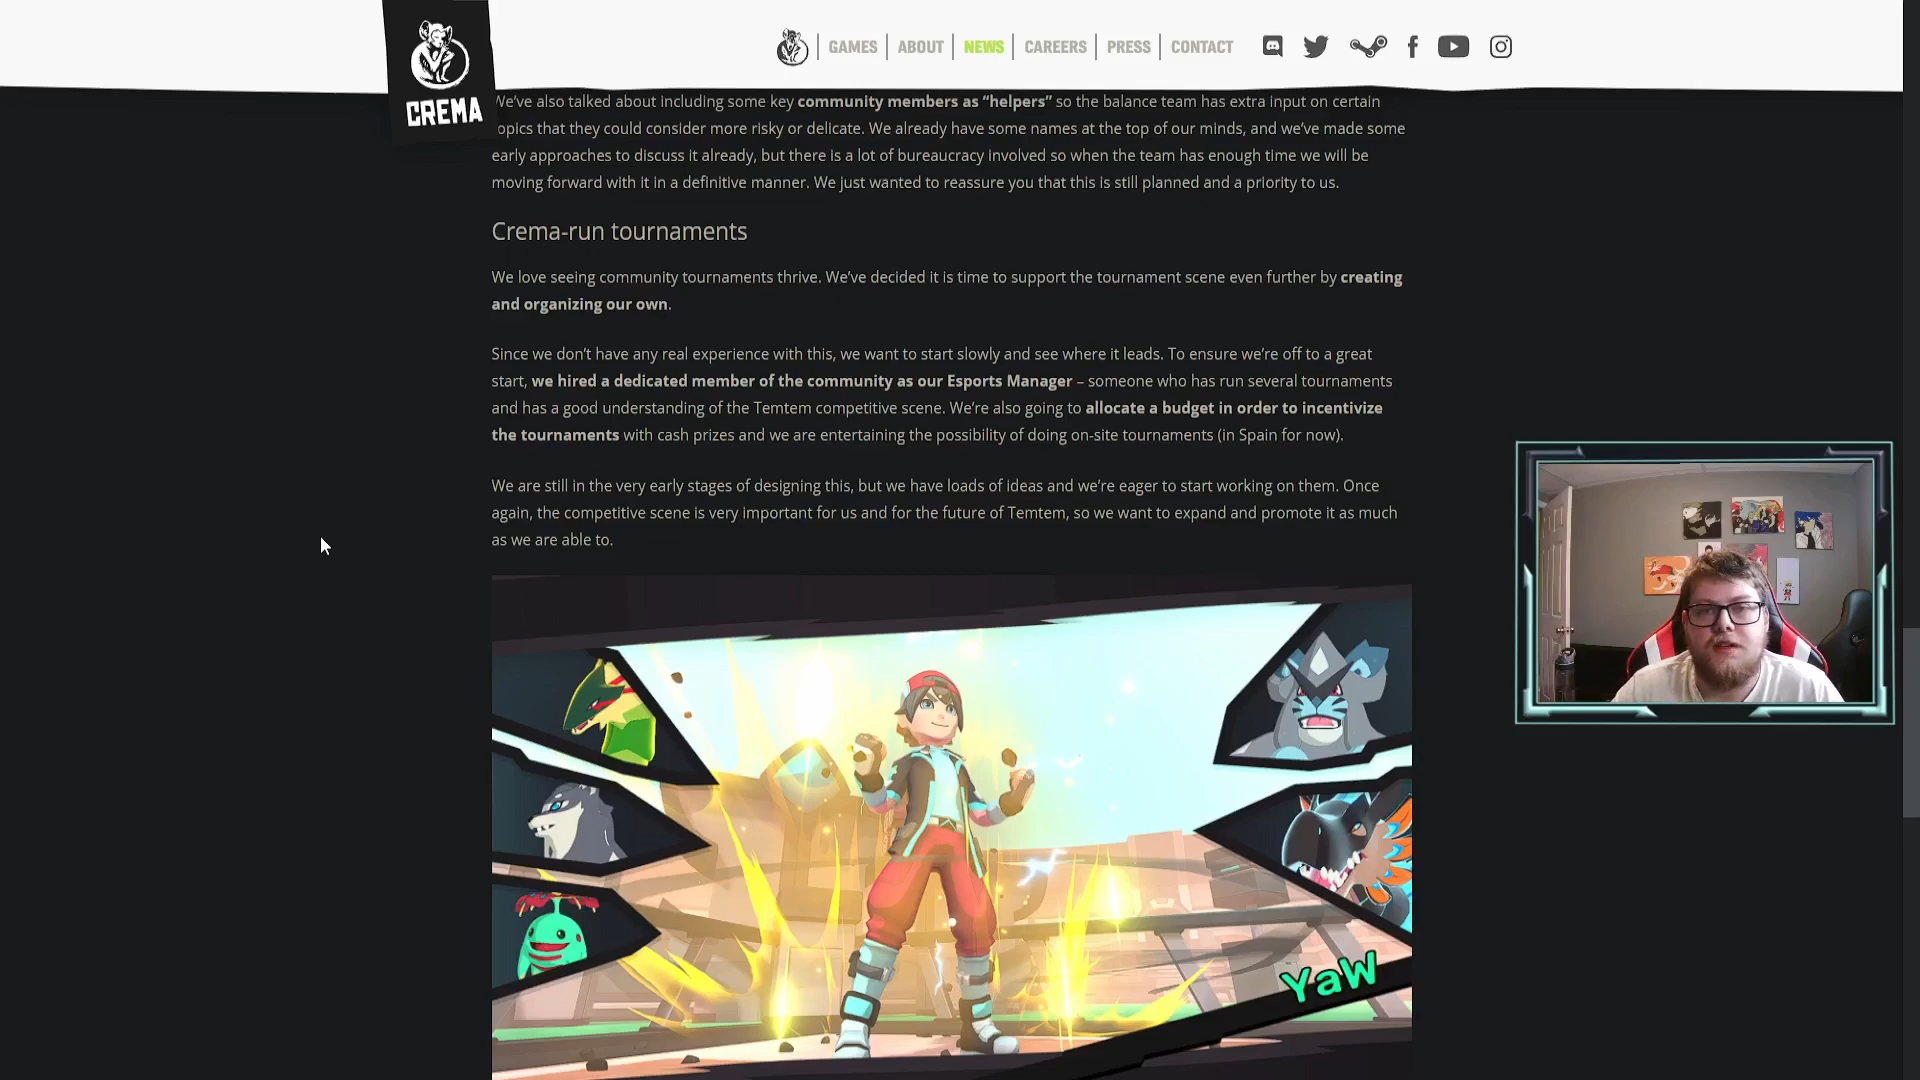 CREMA
GAMES
ABOUT
NEWS
CAREERS
PRESS
CONTACT
We've also talked about including some key community members as “helpers” so the balance team has extra input on certain
topics that they could consider more risky or delicate. We already have some names at the top of our minds, and we've made some
early approaches to discuss it already, but there is a lot of bureaucracy involved so when the team has enough time we will be
moving forward with it in a definitive manner. We just wanted to reassure you that this is still planned and a priority to us.
Crema-run tournaments
We love seeing community tournaments thrive. We've decided it is time to support the tournament scene even further by creating
and organizing our own.
Since we don't have any real experience with this, we want to start slowly and see where it leads. To ensure we're off to a great
start, we hired a dedicated member of the community as our Esports Manager – someone who has run several tournaments
and has a good understanding of the Temtem competitive scene. We're also going to allocate a budget in order to incentivize
the tournaments with cash prizes and we are entertaining the possibility of doing on-site tournaments (in Spain for now).
We are still in the very early stages of designing this, but we have loads of ideas and we're eager to start working on them. Once
again, the competitive scene is very important for us and for the future of Temtem, so we want to expand and promote it as much
as we are able to.
YaW